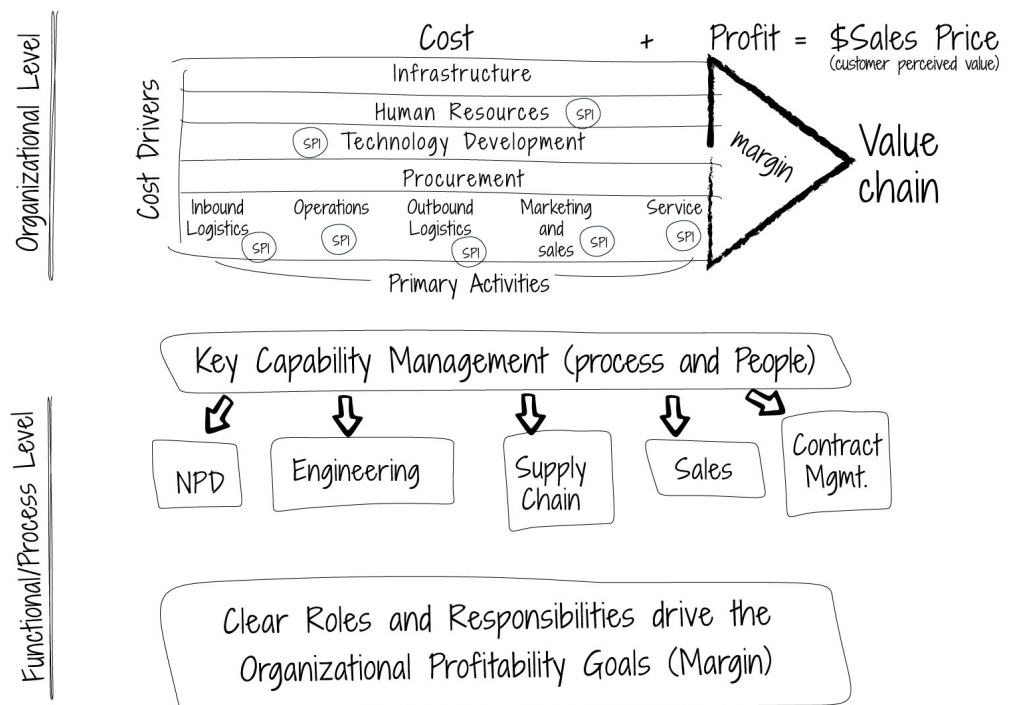 Organizational Level
Cost + Profit = $Sales Price
(customer perceived value)
Cost Drivers
Infrastructure
Human Resources SPI
SPI Technology Development
Procurement
Inbound
Logistics
SPI
Operations
SPI
Outbound
Logistics
SPI
Marketing
and
sales
SPI
Service
SPI
Primary Activities
margin
Value
chain
Functional/Process Level
Key Capability Management (process and People)
NPD
Engineering
Supply
Chain
Sales
Contract
Mgmt.
Clear Roles and Responsibilities drive the
Organizational Profitability Goals (Margin)